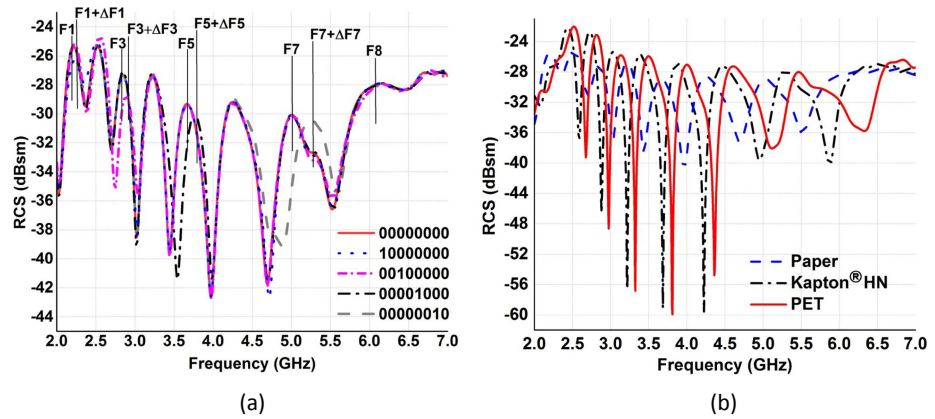 F1+ΔF1
F1
F3
F3+ΔF3
F5
F5+ΔF5
F7
F7+ΔF7
F8
-24
-26
-28
-30
-32
-34
-36
-38
-40
-42
-44
RCS (dBsm)
00000000
10000000
00100000
00001000
00000010
2.0 2.5 3.0 3.5 4.0 4.5 5.0 5.5 6.0 6.5 7.0
Frequency (GHz)
(a)
-24
-28
-32
-36
-40
-44
-48
-52
-56
-60
RCS (dBsm)
Paper
Kapton®HN
PET
2.0 2.5 3.0 3.5 4.0 4.5 5.0 5.5 6.0 6.5 7.0
Frequency (GHz)
(b)